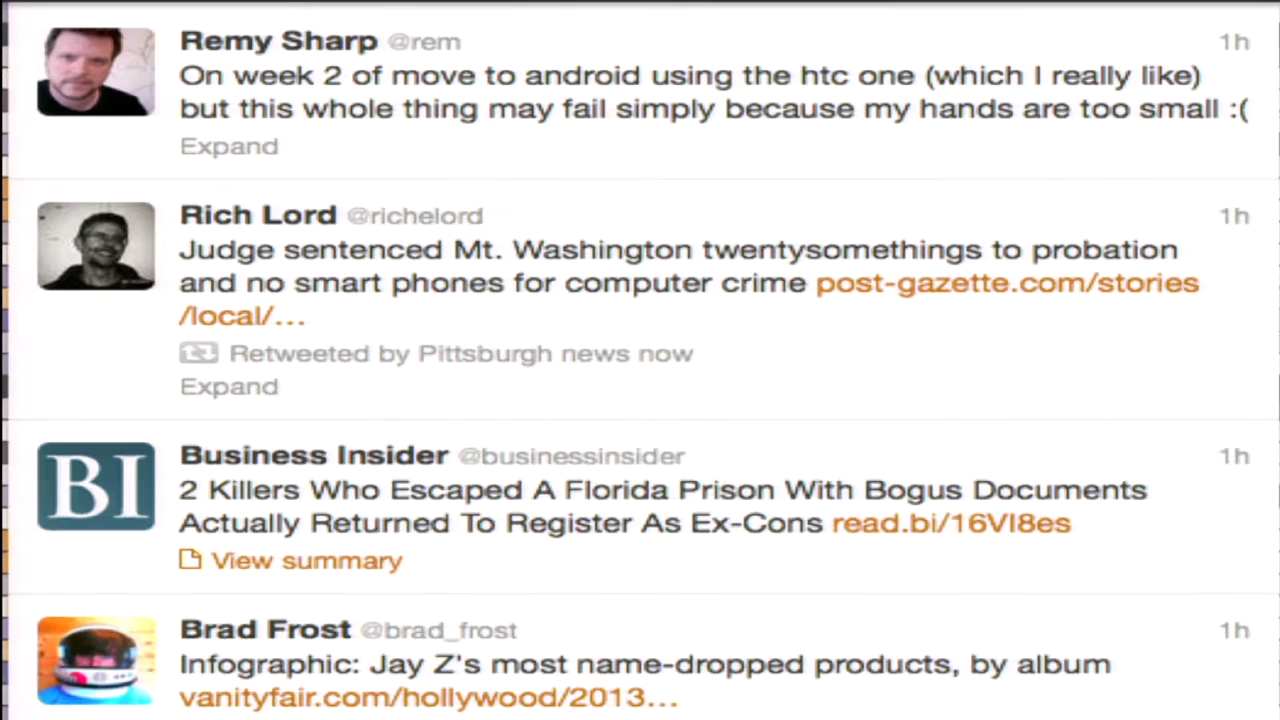 Remy Sharp @rem 1h
On week 2 of move to android using the htc one (which I really like)
but this whole thing may fail simply because my hands are too small :(
Expand
Rich Lord @richelord 1h
Judge sentenced Mt. Washington twentysomethings to probation
and no smart phones for computer crime post-gazette.com/stories
/local/…
Retweeted by Pittsburgh news now
Expand
BI
Business Insider @businessinsider 1h
2 Killers Who Escaped A Florida Prison With Bogus Documents
Actually Returned To Register As Ex-Cons read.bi/16VI8es
View summary
Brad Frost @brad_frost 1h
Infographic: Jay Z's most name-dropped products, by album
vanityfair.com/hollywood/2013…